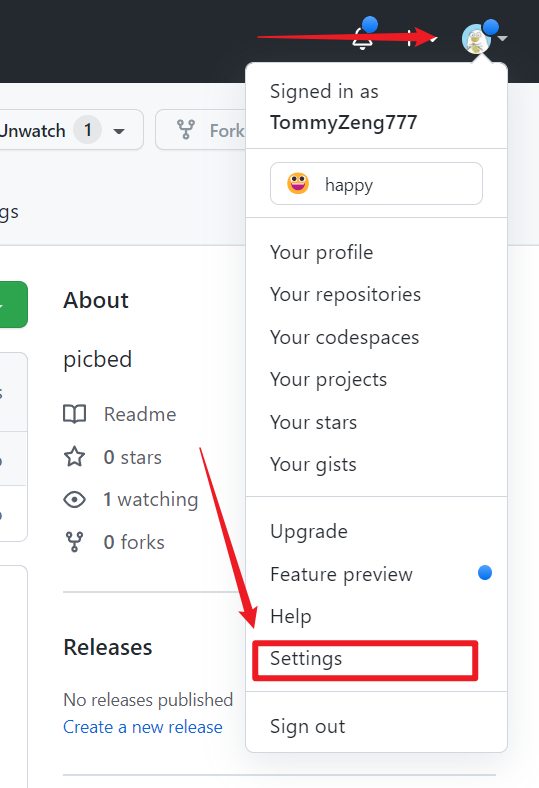 Signed in as
TommyZeng777
Unwatch 1
Fork
happy
gs
Your profile
Your repositories
Your codespaces
Your projects
Your stars
Your gists
Upgrade
Feature preview
Help
Settings
Sign out
About
picbed
Readme
0 stars
1 watching
0 forks
Releases
No releases published
Create a new release